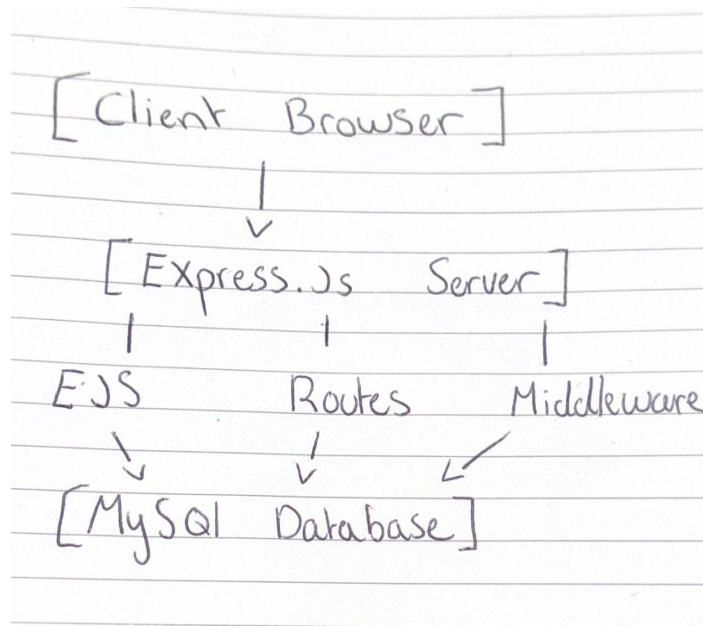 [Client Browser]
[Express.Js Server]
EJS Routes Middleware
[MySQl Database]